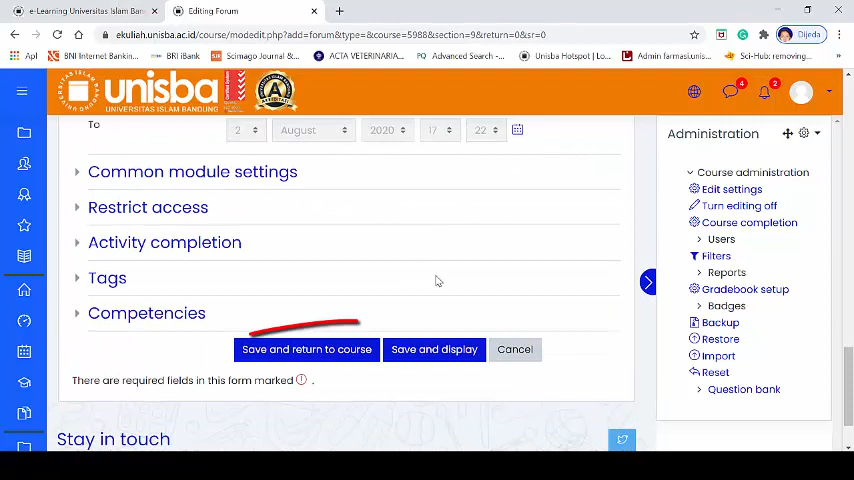 e-Learning Universitas Islam Ban
Editing Forum
ekuliah.unisba.ac.id/course/modedit.php?add=forum&type=&course=5988&section=9&return=0&sr=0
Dijeda
Apl
BNI Internet Bankin...
BRI iBank
Scimago Journal &...
ACTA VETERINARIA...
PQ Advanced Search -...
Unisba Hotspot | Lo...
Admin farmasi.unisb...
Sci-Hub: removing...
unisba
UNIVERSITAS ISLAM BANDUNG
4
2
To
2
August
2020
17
22
Common module settings
Restrict access
Activity completion
Tags
Competencies
Save and return to course
Save and display
Cancel
There are required fields in this form marked .
Stay in touch
Administration
Course administration
Edit settings
Turn editing off
Course completion
Users
Filters
Reports
Gradebook setup
Badges
Backup
Restore
Import
Reset
Question bank